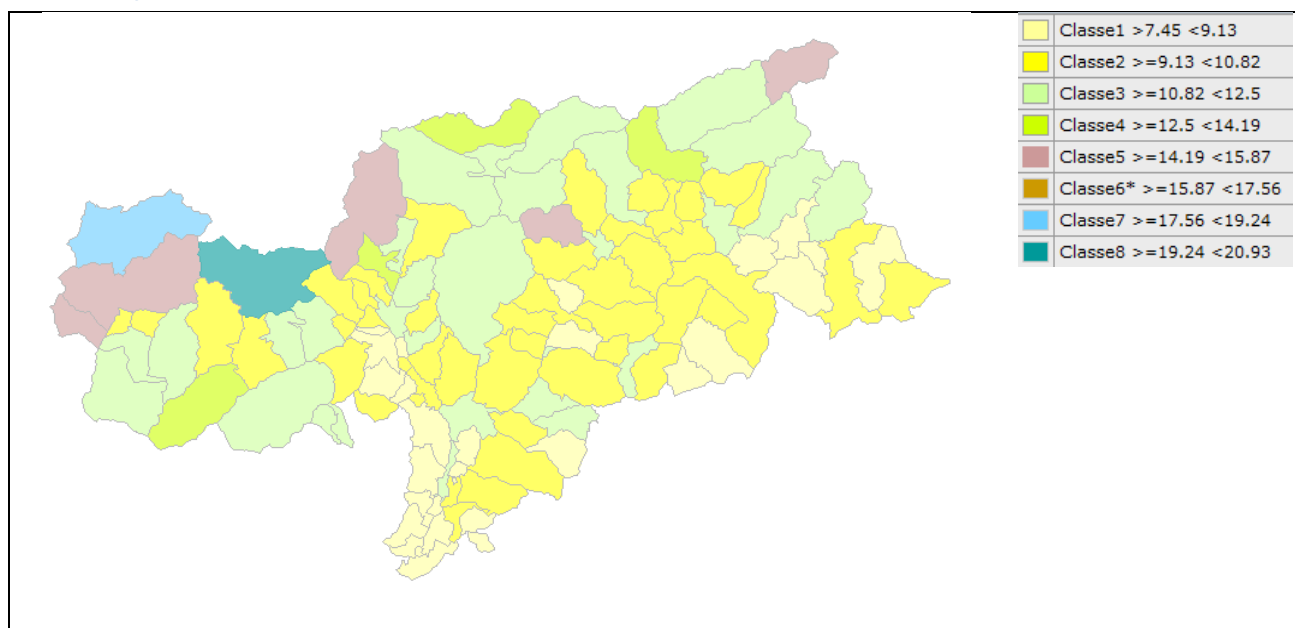 Classe1 >7.45 <9.13
Classe2 >=9.13 <10.82
Classe3 >=10.82 <12.5
Classe4 >=12.5 <14.19
Classe5 >=14.19 <15.87
Classe6* >=15.87 <17.56
Classe7 >=17.56 <19.24
Classe8 >=19.24 <20.93